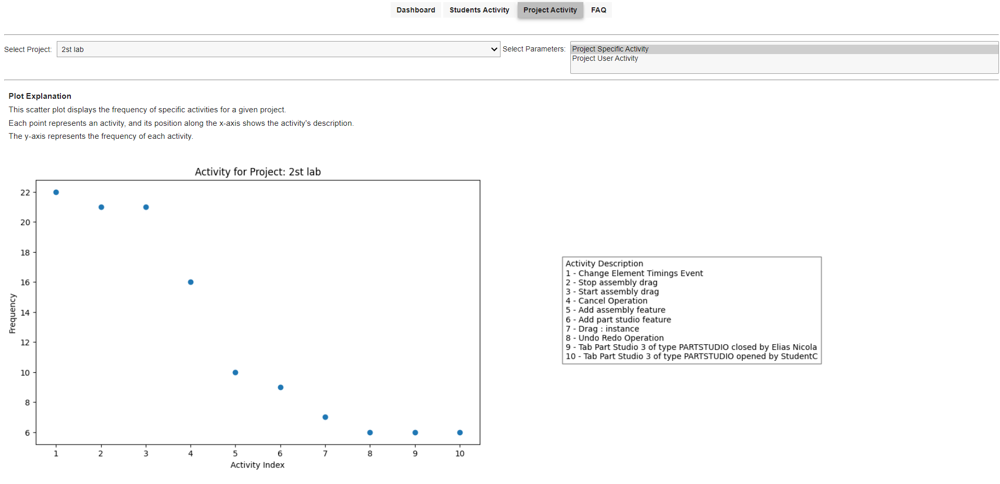 Dashboard Students Activity Project Activity FAQ
Select Project: 2st lab Select Parameters: Project Specific Activity
Project User Activity
Plot Explanation
This scatter plot displays the frequency of specific activities for a given project.
Each point represents an activity, and its position along the x-axis shows the activity's description.
The y-axis represents the frequency of each activity.
Activity for Project: 2st lab
22
20
18
16
14
12
10
8
6
Frequency
1 2 3 4 5 6 7 8 9 10
Activity Index
Activity Description
1 - Change Element Timings Event
2 - Stop assembly drag
3 - Start assembly drag
4 - Cancel Operation
5 - Add assembly feature
6 - Add part studio feature
7 - Drag : instance
8 - Undo Redo Operation
9 - Tab Part Studio 3 of type PARTSTUDIO closed by Elias Nicola
10 - Tab Part Studio 3 of type PARTSTUDIO opened by StudentC